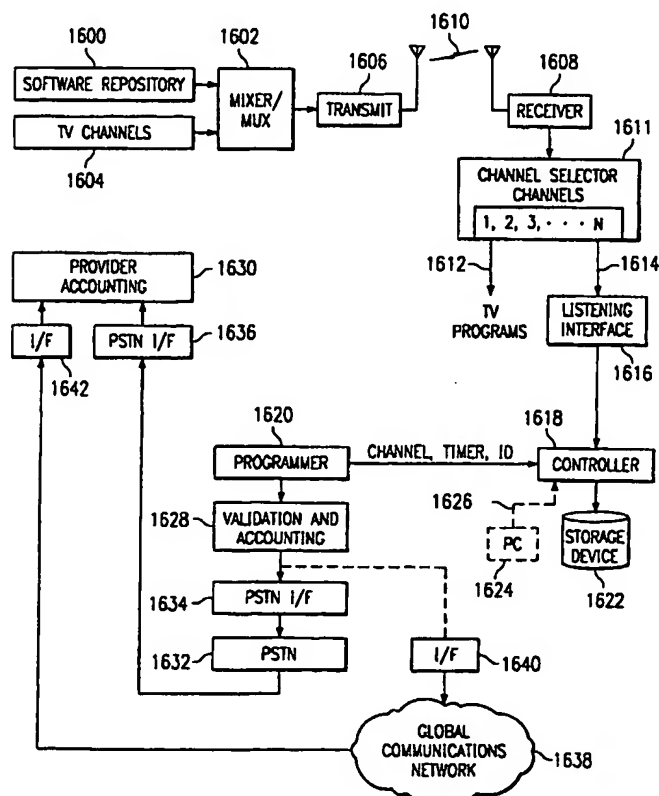 1600
SOFTWARE REPOSITORY
TV CHANNELS
1604
1602
MIXER/
MUX
1606
TRANSMIT
1610
1608
RECEIVER
1611
CHANNEL SELECTOR
CHANNELS
1, 2, 3, · · · N
1612
1614
TV
PROGRAMS
LISTENING
INTERFACE
1616
PROVIDER
ACCOUNTING
1630
I/F
1642
PSTN I/F
1636
1620
PROGRAMMER
CHANNEL, TIMER, ID
1618
CONTROLLER
1628
VALIDATION AND
ACCOUNTING
1626
PC
1624
STORAGE
DEVICE
1622
1634
PSTN I/F
1632
PSTN
I/F
1640
GLOBAL
COMMUNICATIONS
NETWORK
1638